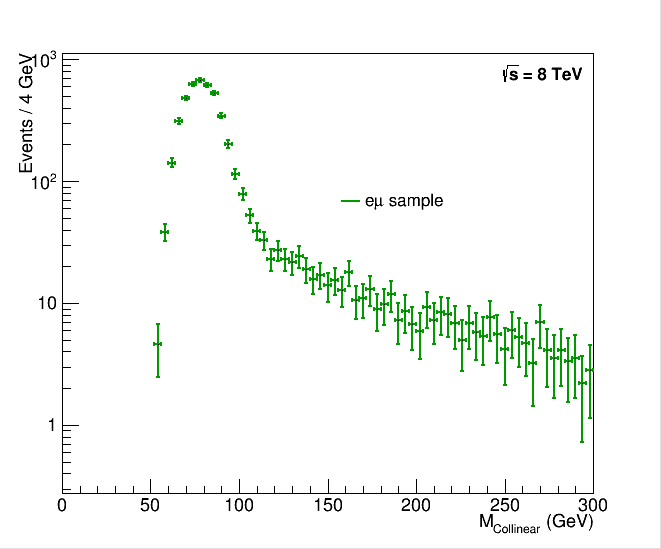 Events / 4 GeV
10³
10²
10
1
√s = 8 TeV
eμ sample
0 50 100 150 200 250 300
M_Collinear (GeV)